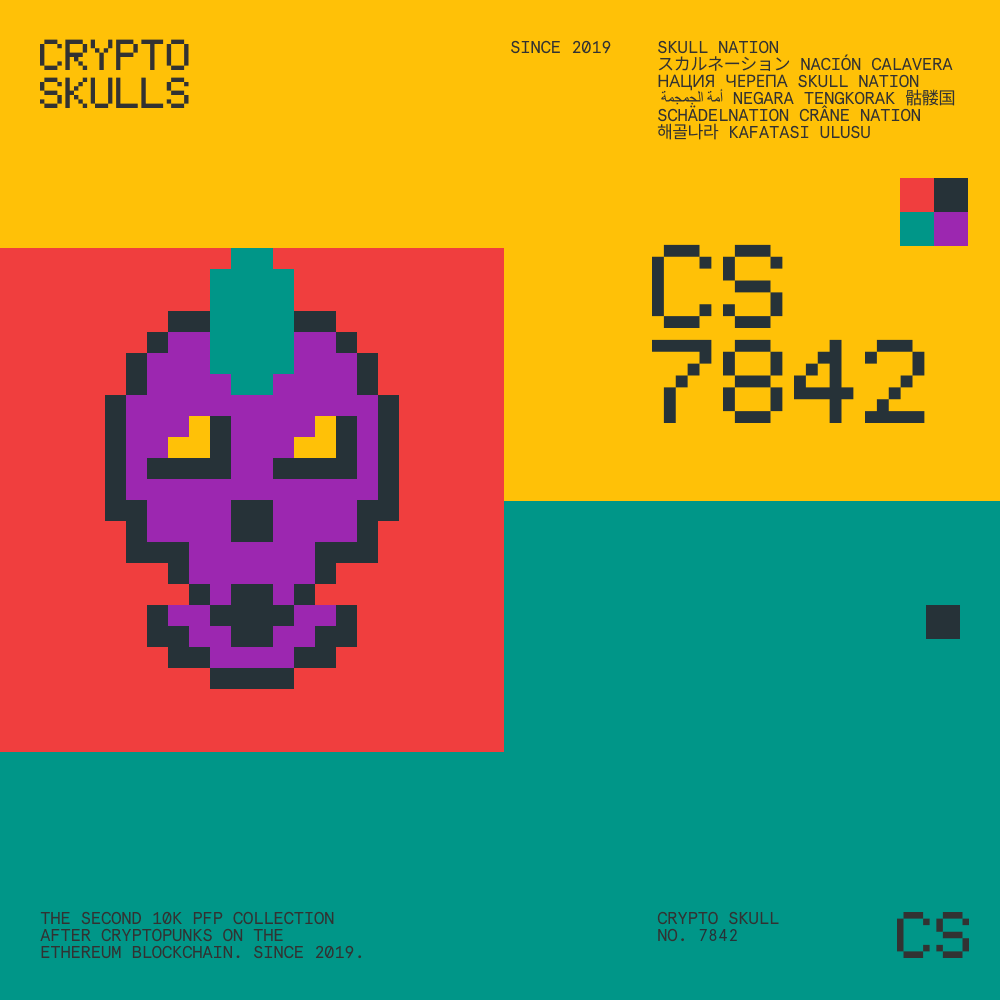 CRYPTO
SKULLS
SINCE 2019
SKULL NATION
スカルネーション NACIÓN CALAVERA
НАЦИЯ ЧЕРЕПА SKULL NATION
أمة الجمجمة NEGARA TENGKORAK 骷髅国
SCHÄDELNATION CRÂNE NATION
해골나라 KAFATASI ULUSU
CS
7842
THE SECOND 10K PFP COLLECTION
AFTER CRYPTOPUNKS ON THE
ETHEREUM BLOCKCHAIN. SINCE 2019.
CRYPTO SKULL
NO. 7842
CS